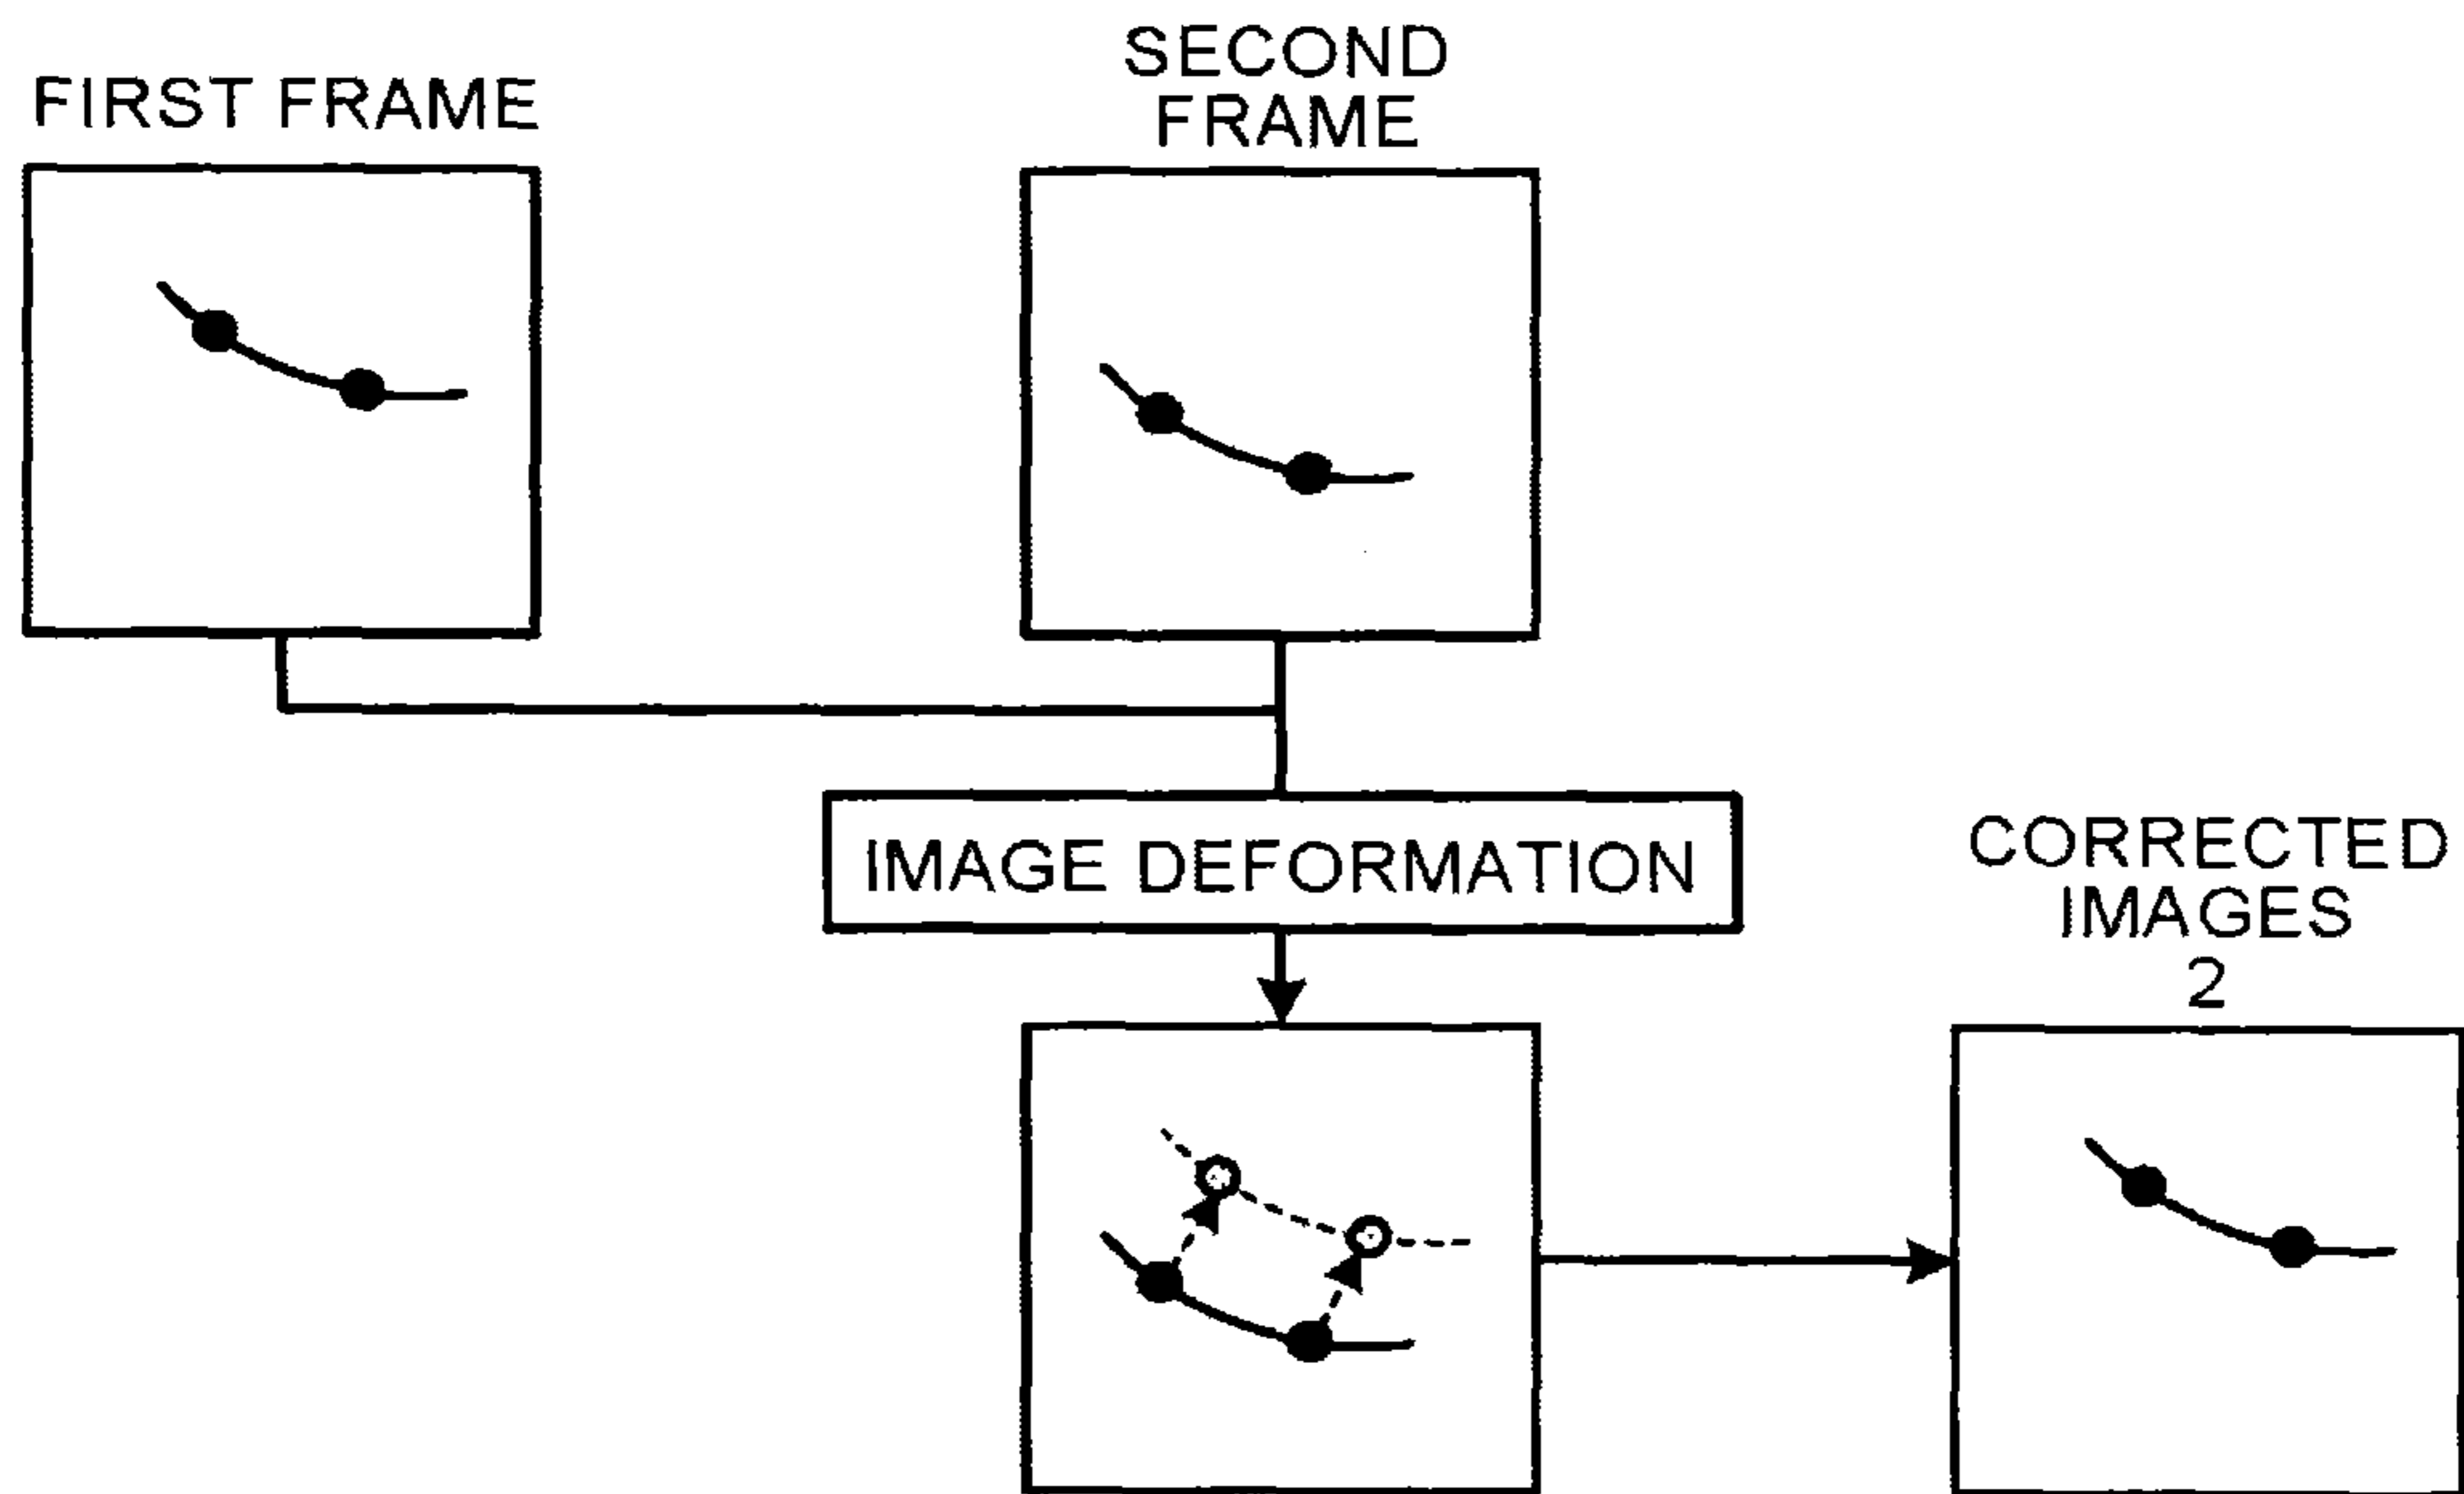 FIRST FRAME
SECOND
FRAME
IMAGE DEFORMATION
CORRECTED
IMAGES
2